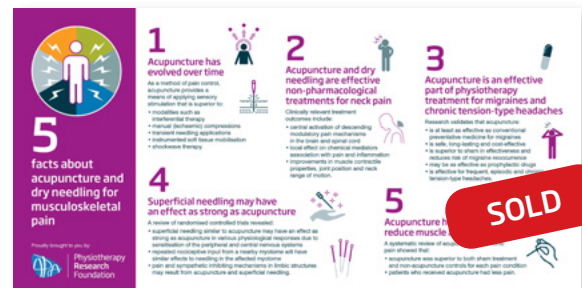 5
facts about
acupuncture and
dry needling for
musculoskeletal
pain
Proudly brought to you by
Physiotherapy
Research
Foundation
1
Acupuncture has
evolved over time
As a method of pain control,
acupuncture provides a
means of applying sensory
stimulation that is superior to:
• modalities such as
interferential therapy
• manual (ischaemic) compressions
• transient needling applications
• instrumented soft tissue mobilisation
• shockwave therapy.
2
Acupuncture and dry
needling are effective
non-pharmacological
treatments for neck pain
Clinically relevant treatment
outcomes include:
• central activation of descending
modulatory pain mechanisms
in the brain and spinal cord
• local effect on chemical mediators
association with pain and inflammation
• improvements in muscle contractile
properties, joint position and neck
range of motion.
3
Acupuncture is an effective
part of physiotherapy
treatment for migraines and
chronic tension-type headaches
Research validates that acupuncture:
• is at least as effective as conventional
preventative medicine for migraines
• is safe, long-lasting and cost-effective
• is superior to sham in effectiveness and
reduces risk of migraine reoccurrence
• may be as effective as prophylactic drugs
• is effective for frequent, episodic and chronic
tension-type headaches.
4
Superficial needling may have
an effect as strong as acupuncture
A review of randomised controlled trials revealed:
• superficial needling similar to acupuncture may have an effect as
strong as acupuncture in various physiological responses due to
sensitisation of the peripheral and central nervous systems
• repeated nociceptive input from a nearby myotome will have
similar effects to needling in the affected myotome
• pain and sympathetic inhibiting mechanisms in limbic structures
may result from acupuncture and superficial needling.
5
Acupuncture
reduce muscle
A systematic review of
pain showed that:
• acupuncture was superior to both sham treatment
and non-acupuncture controls for each pain condition
• patients who received acupuncture had less pain.
SOLD